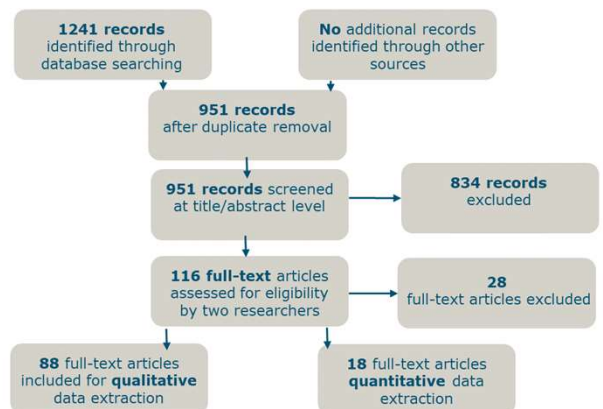 1241 records
identified through
database searching
No additional records
identified through other
sources
951 records
after duplicate removal
951 records screened
at title/abstract level
834 records
excluded
116 full-text articles
assessed for eligibility
by two researchers
28
full-text articles excluded
88 full-text articles
included for qualitative
data extraction
18 full-text articles
quantitative data
extraction